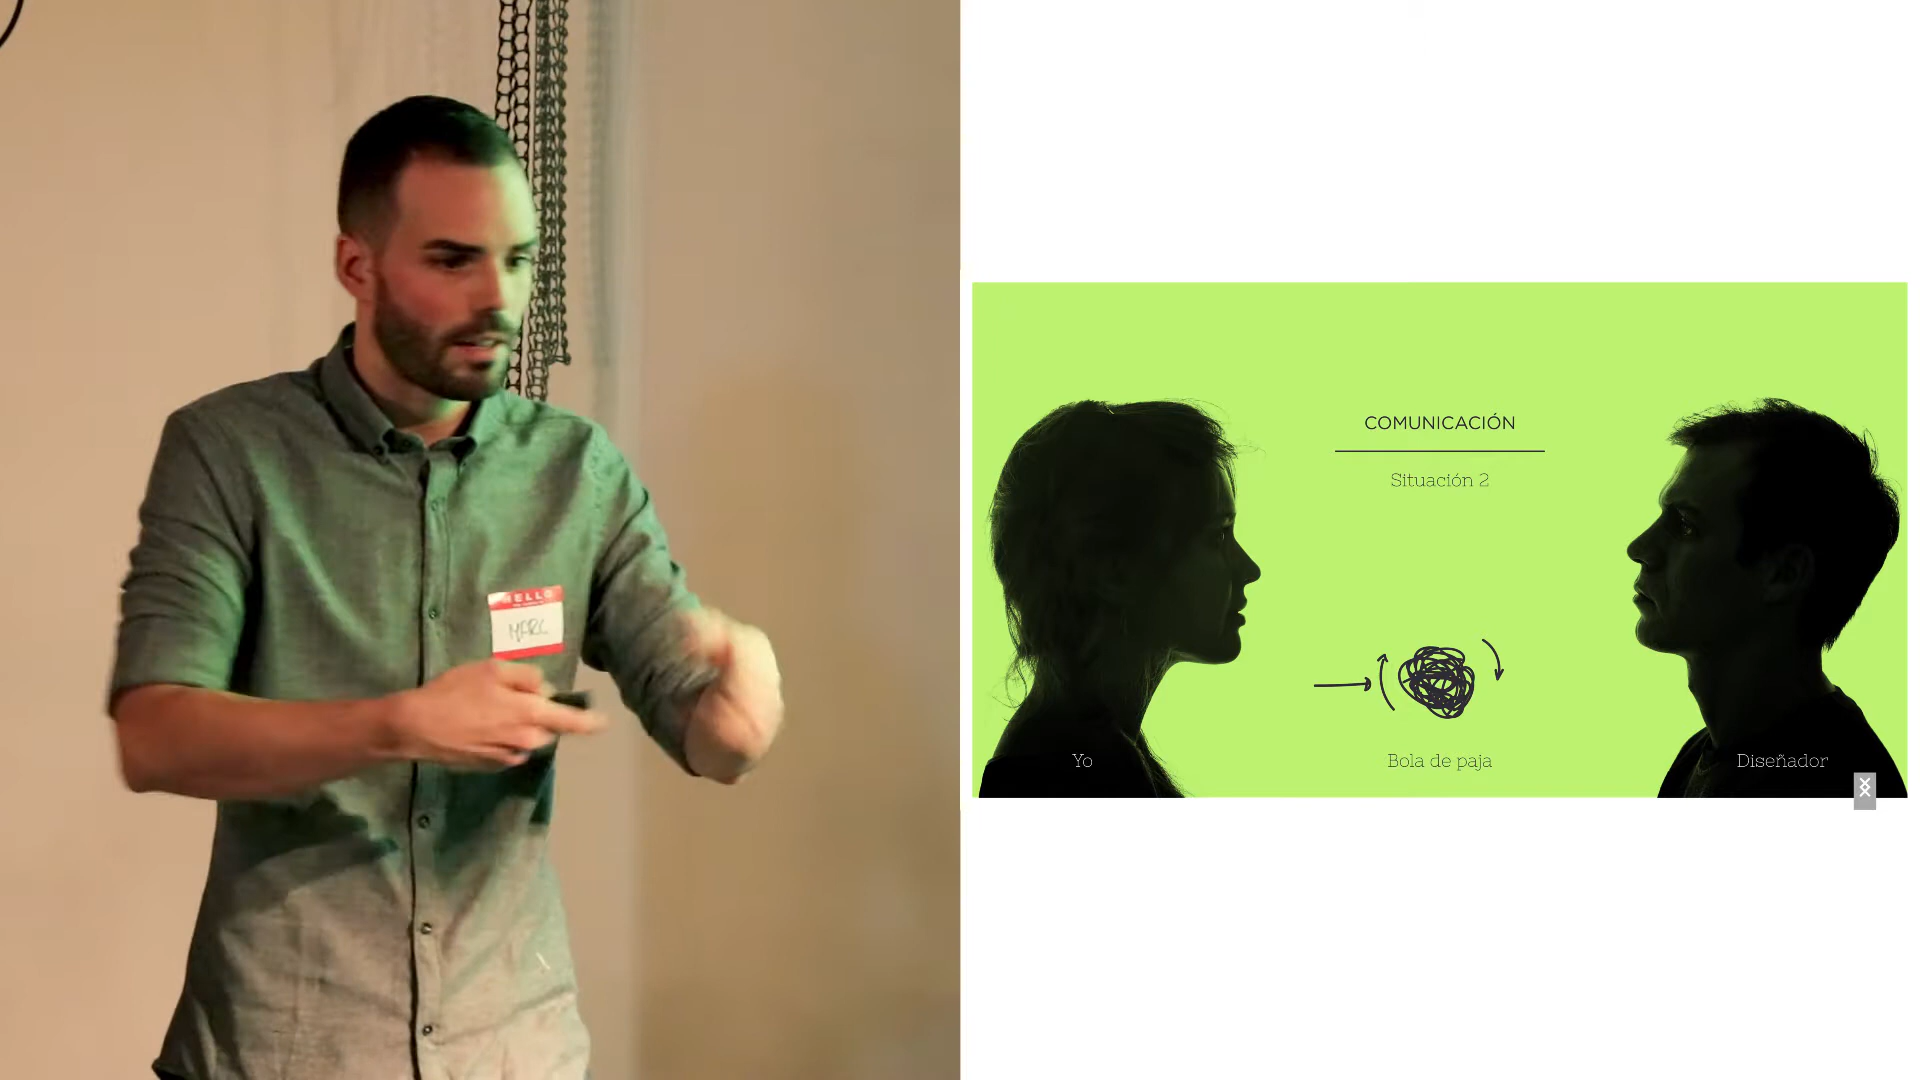 HELLO
MARC
COMUNICACIÓN
Situación 2
Yo
Bola de paja
Diseñador